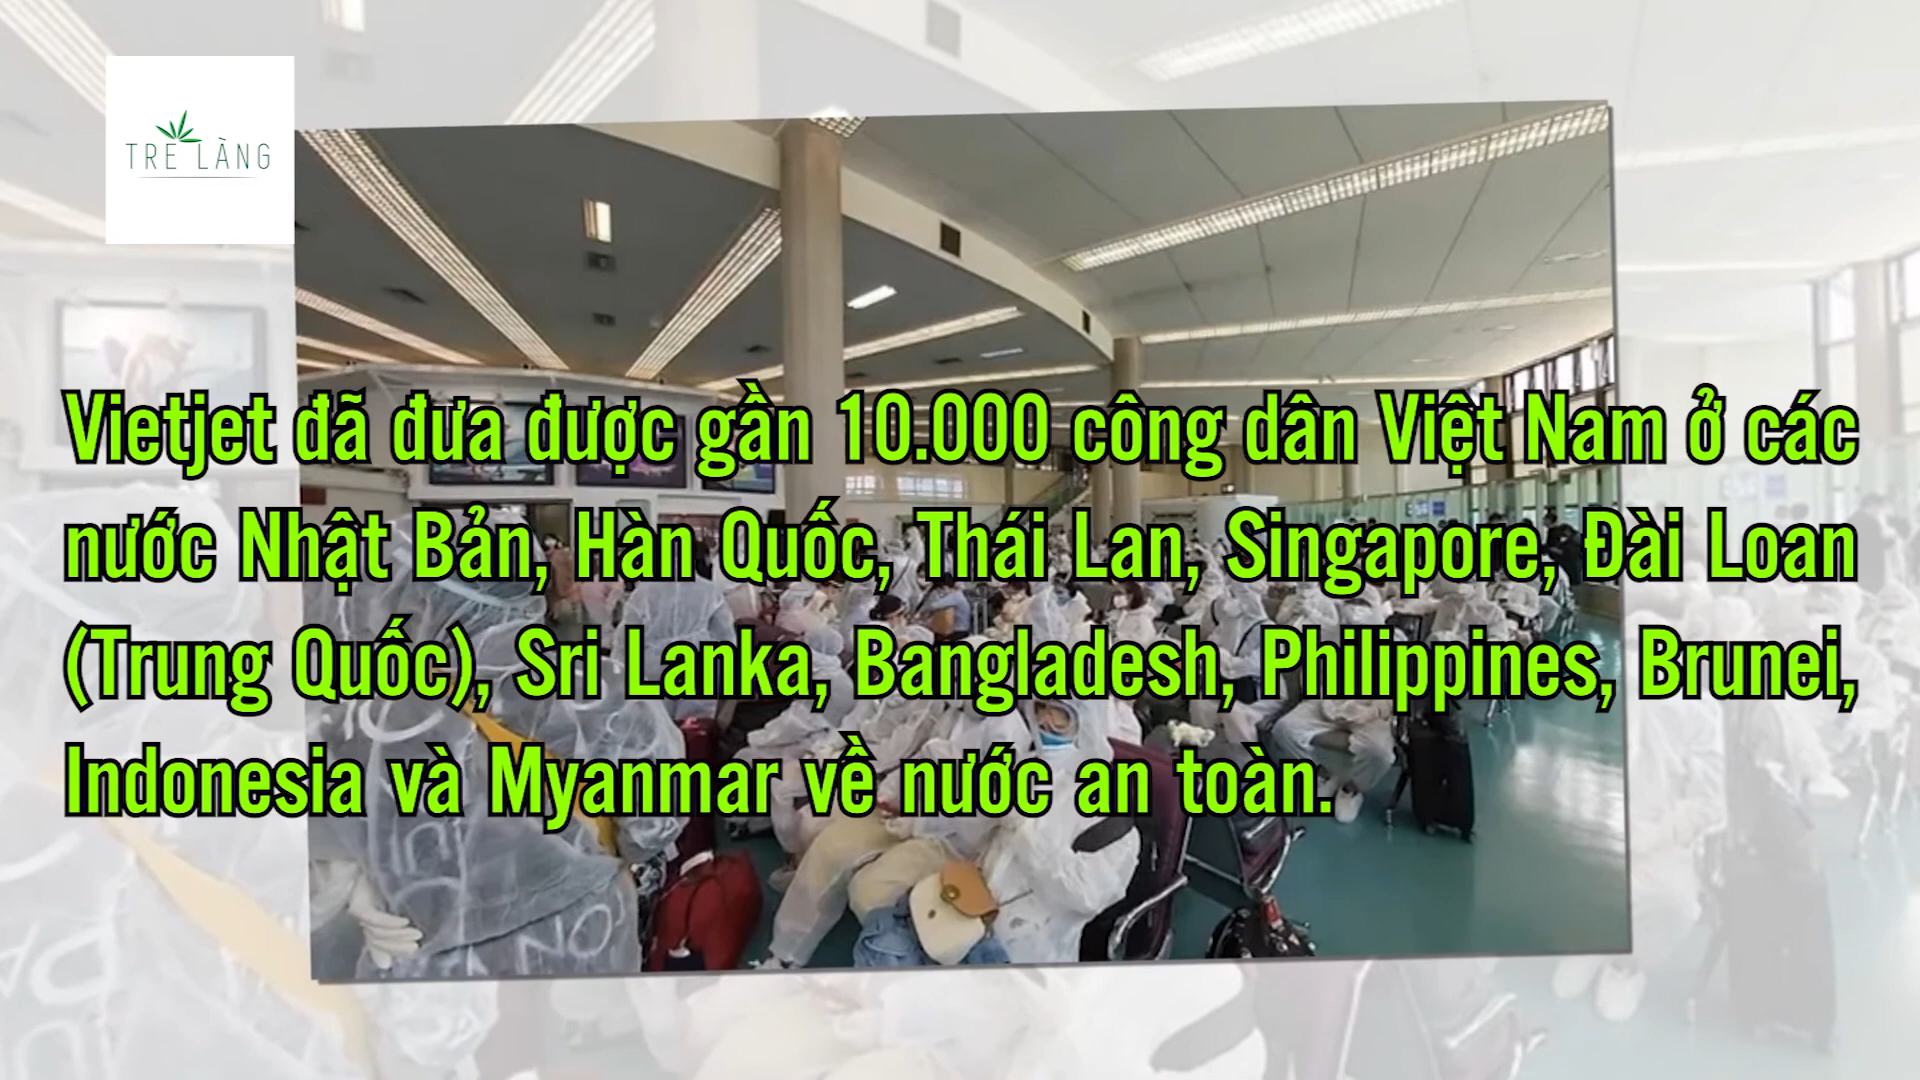 TRE LÀNG
Vietjet đã đưa được gần 10.000 công dân Việt Nam ở các
nước Nhật Bản, Hàn Quốc, Thái Lan, Singapore, Đài Loan
(Trung Quốc), Sri Lanka, Bangladesh, Philippines, Brunei,
Indonesia và Myanmar về nước an toàn.